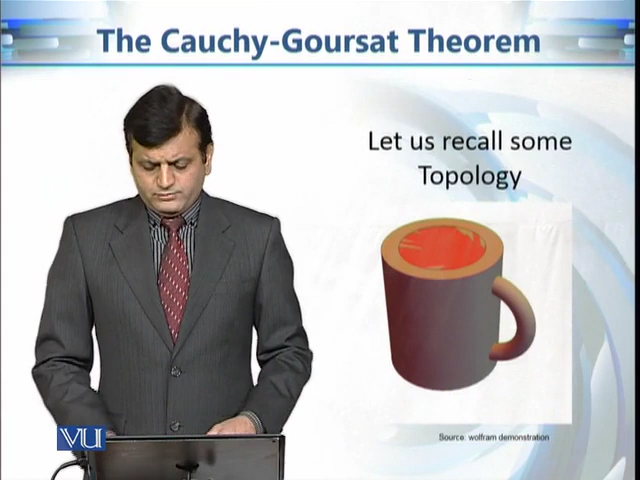 The Cauchy-Goursat Theorem
Let us recall some
Topology
Source: wolfram demonstration
VU